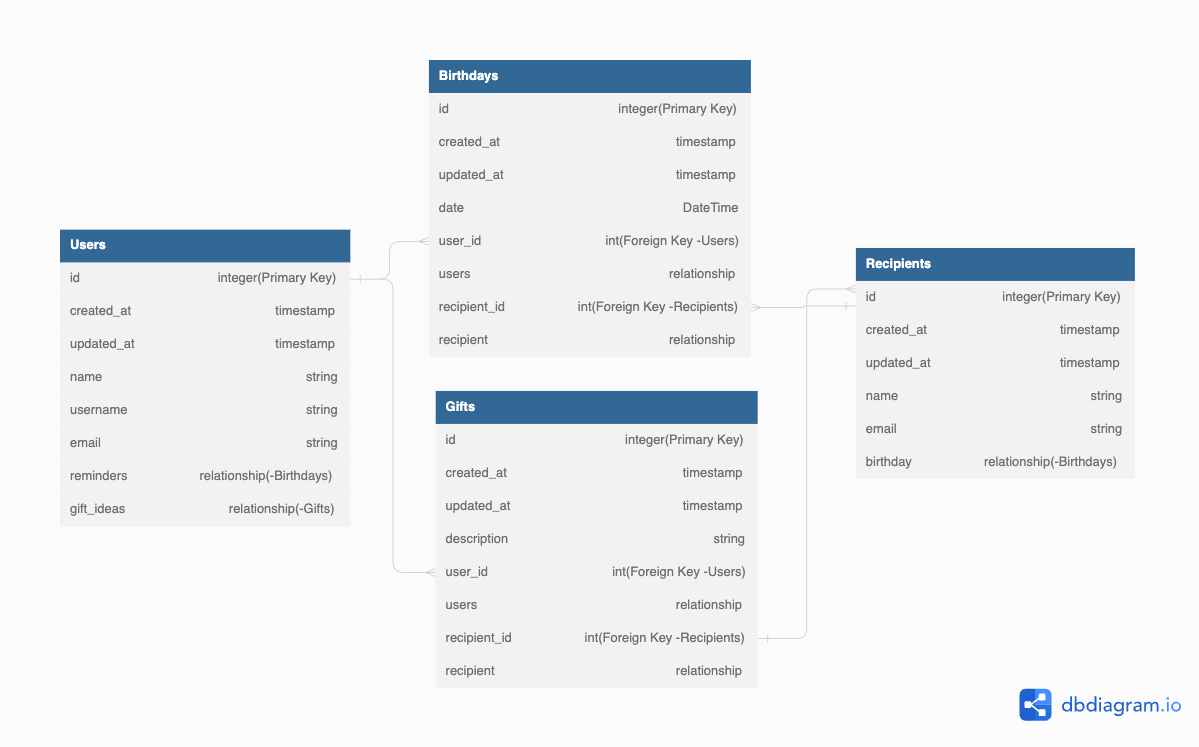 Birthdays
id integer(Primary Key)
created_at timestamp
updated_at timestamp
date DateTime
user_id int(Foreign Key -Users)
users relationship
recipient_id int(Foreign Key -Recipients)
recipient relationship
Users
id integer(Primary Key)
created_at timestamp
updated_at timestamp
name string
username string
email string
reminders relationship(-Birthdays)
gift_ideas relationship(-Gifts)
Recipients
id integer(Primary Key)
created_at timestamp
updated_at timestamp
name string
email string
birthday relationship(-Birthdays)
Gifts
id integer(Primary Key)
created_at timestamp
updated_at timestamp
description string
user_id int(Foreign Key -Users)
users relationship
recipient_id int(Foreign Key -Recipients)
recipient relationship
dbdiagram.io